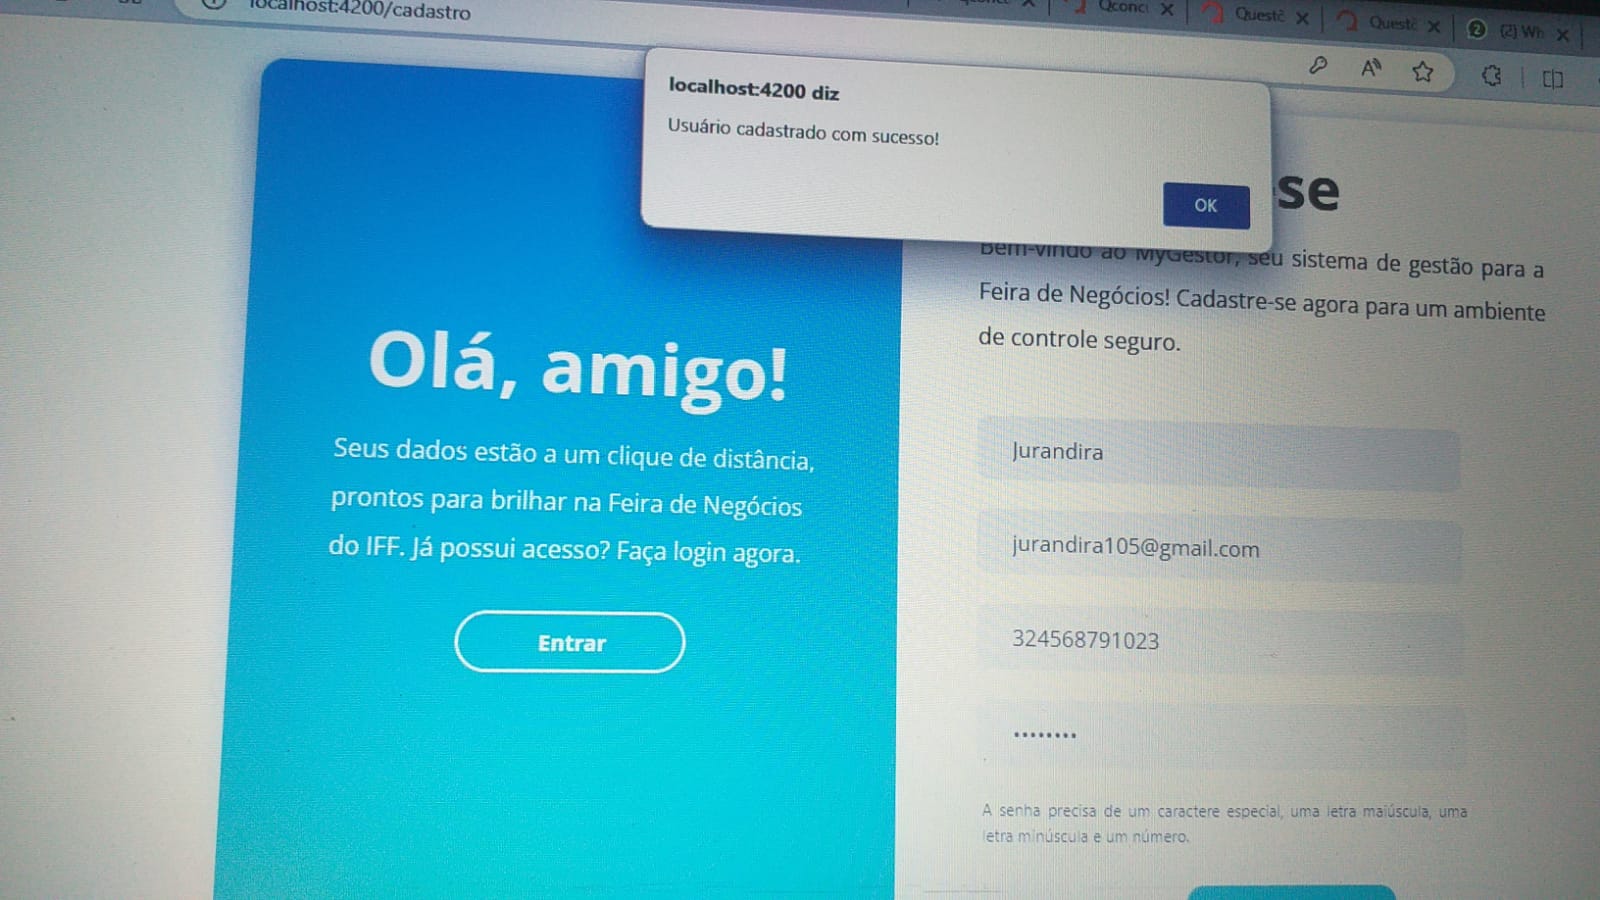 localhost:4200/cadastro
Qconc
Questõ
Questõ
2
(2) Wh
localhost:4200 diz
Usuário cadastrado com sucesso!
OK
se
Bem-vindo ao MyGestor, seu sistema de gestão para a
Feira de Negócios! Cadastre-se agora para um ambiente
de controle seguro.
Olá, amigo!
Seus dados estão a um clique de distância,
prontos para brilhar na Feira de Negócios
do IFF. Já possui acesso? Faça login agora.
Entrar
Jurandira
jurandira105@gmail.com
324568791023
••••••••
A senha precisa de um caractere especial, uma letra maiúscula, uma
letra minúscula e um número.